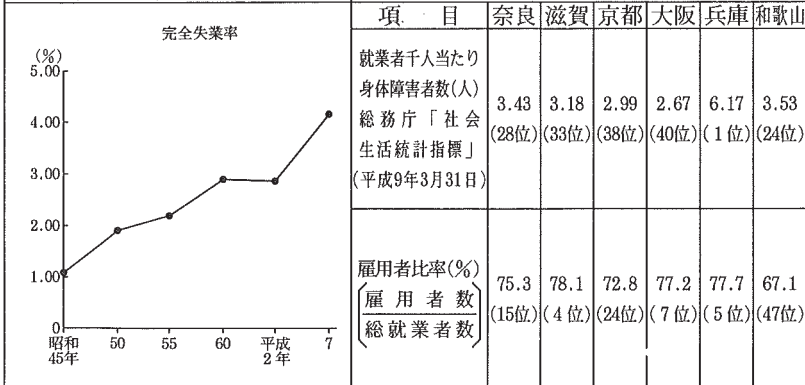 完全失業率
(%)
5.00
4.00
3.00
2.00
1.00
0
昭和
45年
50
55
60
平成
2年
7
項 目 奈良 滋賀 京都 大阪 兵庫 和歌山
就業者千人当たり
身体障害者数(人)
総務庁「社会
生活統計指標」
(平成9年3月31日)
3.43 3.18 2.99 2.67 6.17 3.53
(28位) (33位) (38位) (40位) (1位) (24位)
雇用者比率(%)
雇用者数
総就業者数
75.3 78.1 72.8 77.2 77.7 67.1
(15位) (4位) (24位) (7位) (5位) (47位)